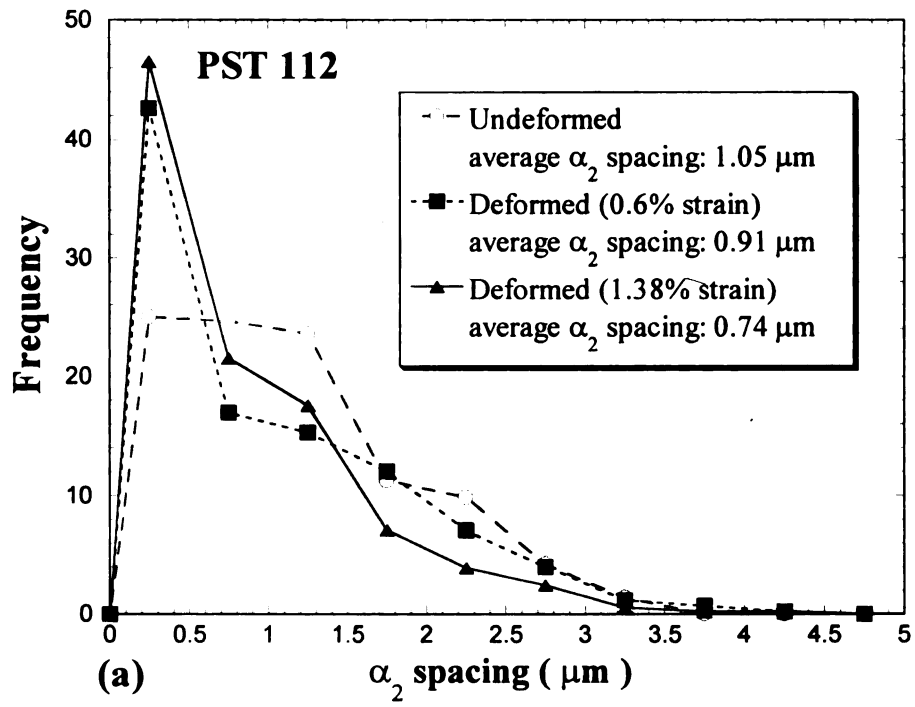 50
40
30
20
10
0
Frequency
PST 112
Undeformed
average α₂ spacing: 1.05 μm
Deformed (0.6% strain)
average α₂ spacing: 0.91 μm
Deformed (1.38% strain)
average α₂ spacing: 0.74 μm
0 0.5 1 1.5 2 2.5 3 3.5 4 4.5 5
(a) α₂ spacing ( μm )